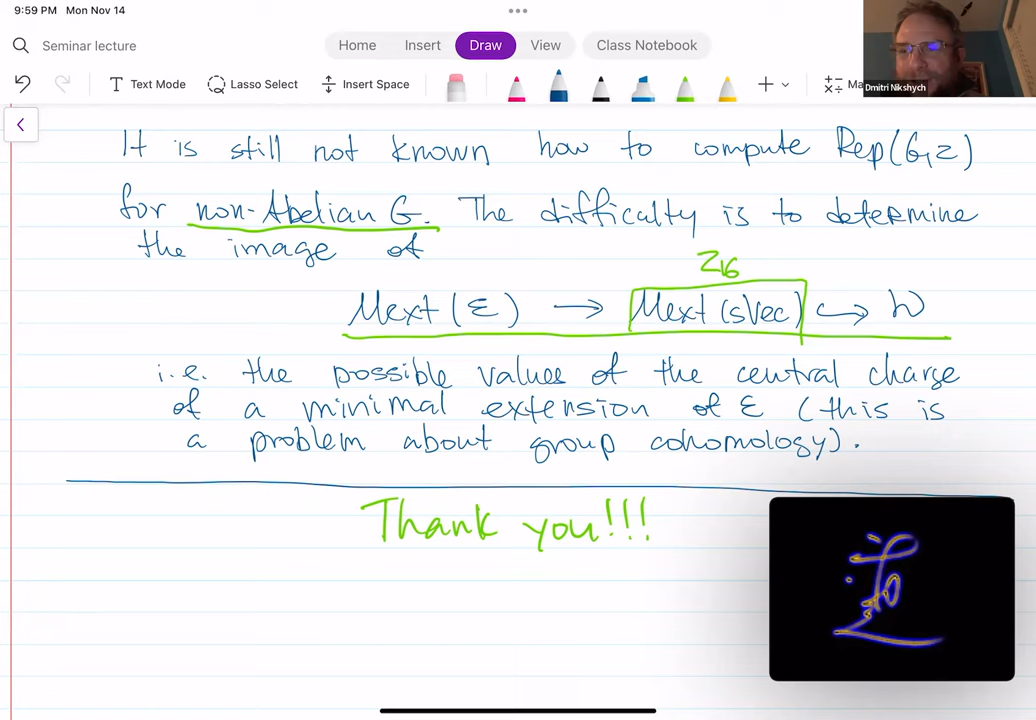 9:59 PM Mon Nov 14
Seminar lecture
Home Insert Draw View Class Notebook
Text Mode Lasso Select Insert Space Ma
Dmitri Nikshych
It is still not known how to compute Rep(G,z)
for non-Abelian G. The difficulty is to determine
the image of
Z16
Mext(Ɛ) → Mext(sVec) ↪ W
i.e. the possible values of the central charge
of a minimal extension of Ɛ (this is
a problem about group cohomology).
Thank you!!!
道